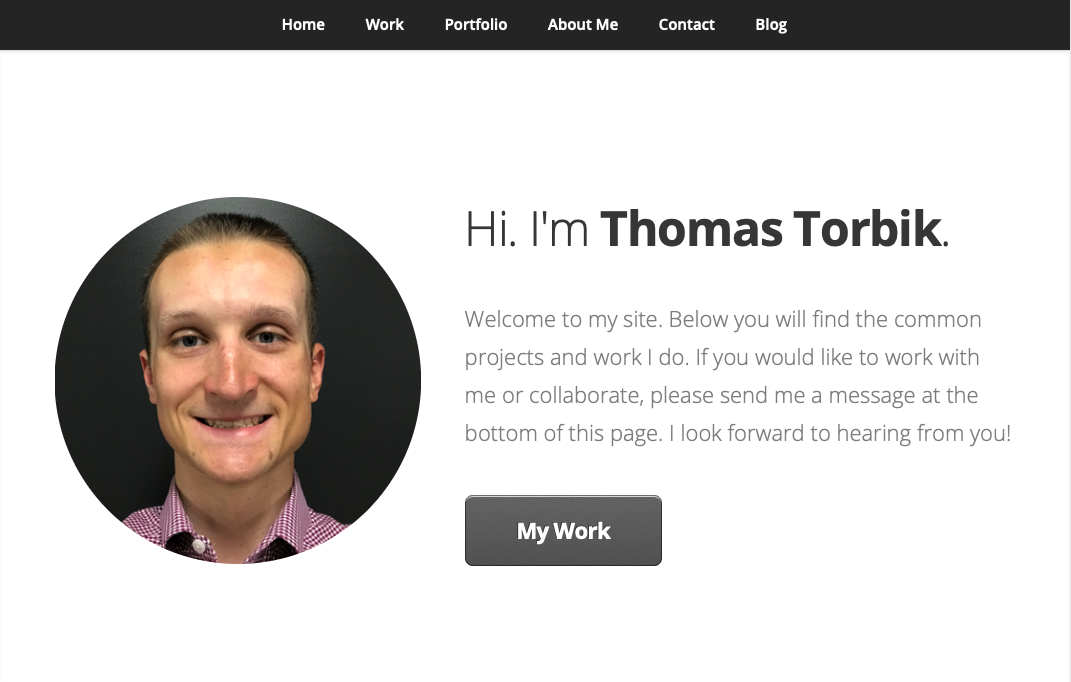 Home Work Portfolio About Me Contact Blog
Hi. I'm Thomas Torbik.
Welcome to my site. Below you will find the common
projects and work I do. If you would like to work with
me or collaborate, please send me a message at the
bottom of this page. I look forward to hearing from you!
My Work